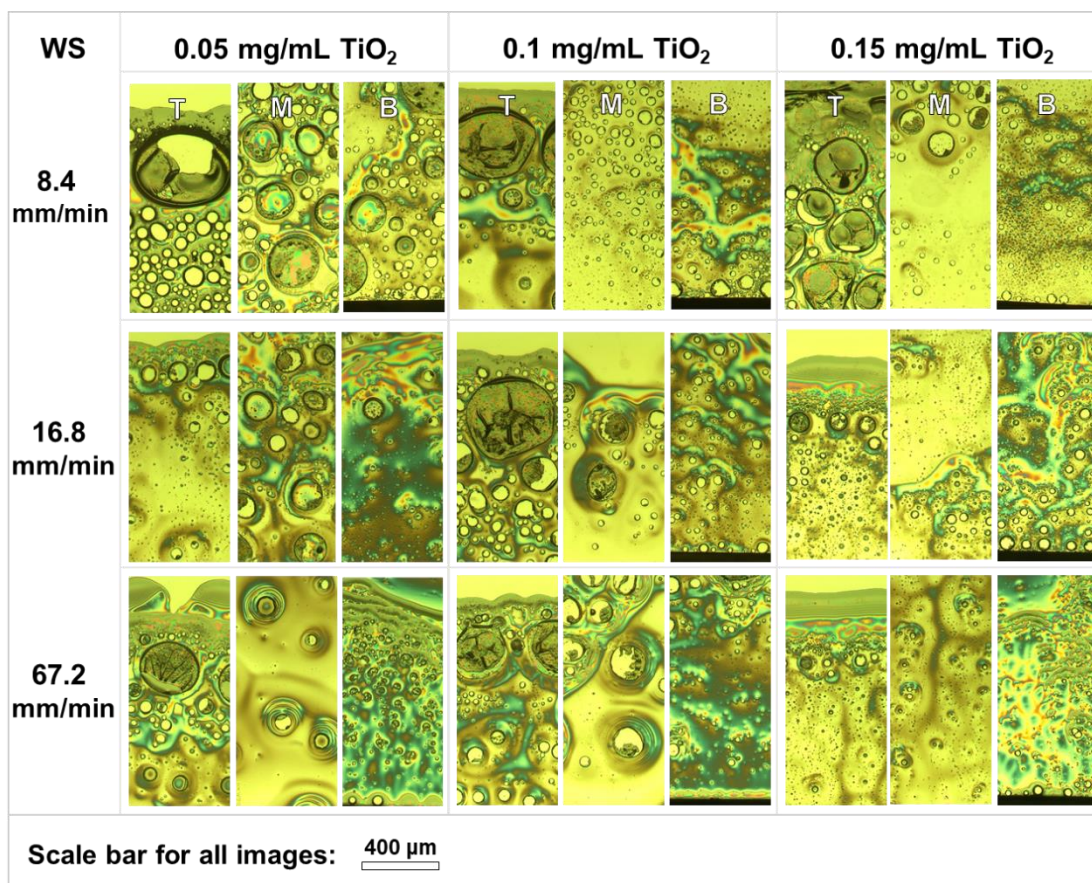 WS 0.05 mg/mL TiO₂ 0.1 mg/mL TiO₂ 0.15 mg/mL TiO₂
T M B T M B T M B
8.4
mm/min
16.8
mm/min
67.2
mm/min
Scale bar for all images: 400 µm